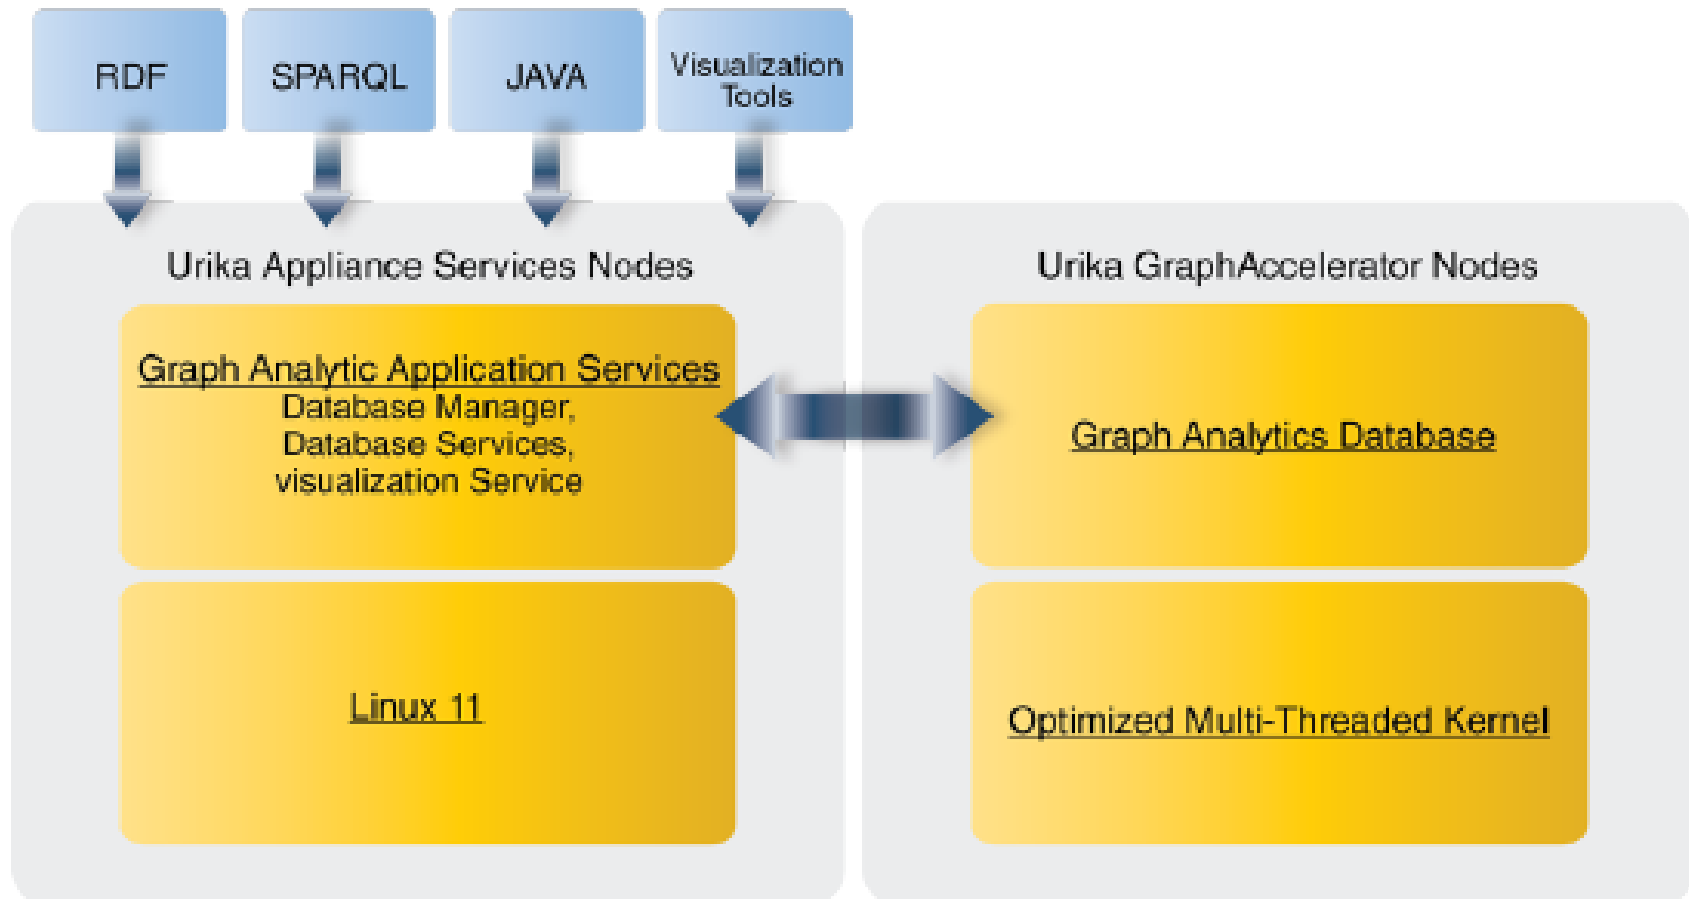 RDF
SPARQL
JAVA
Visualization
Tools
Urika Appliance Services Nodes
Graph Analytic Application Services
Database Manager,
Database Services,
visualization Service
Linux 11
Urika GraphAccelerator Nodes
Graph Analytics Database
Optimized Multi-Threaded Kernel